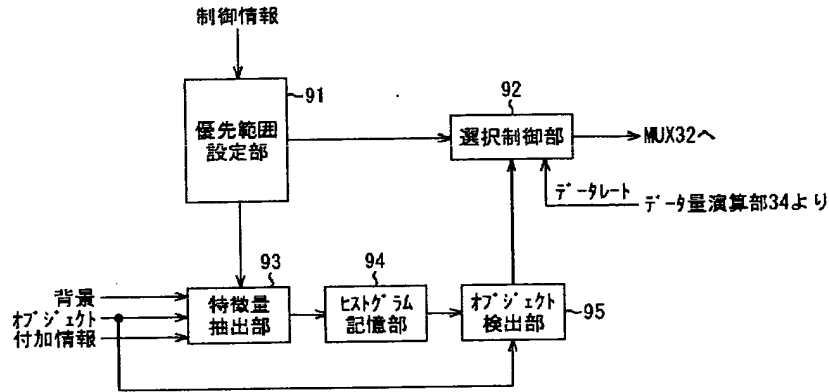 制御情報
91
優先範囲
設定部
92
選択制御部
MUX32へ
データレート
データ量演算部34より
背景
オブジェクト
付加情報
93
特徴量
抽出部
94
ヒストグラム
記憶部
オブジェクト
検出部
95